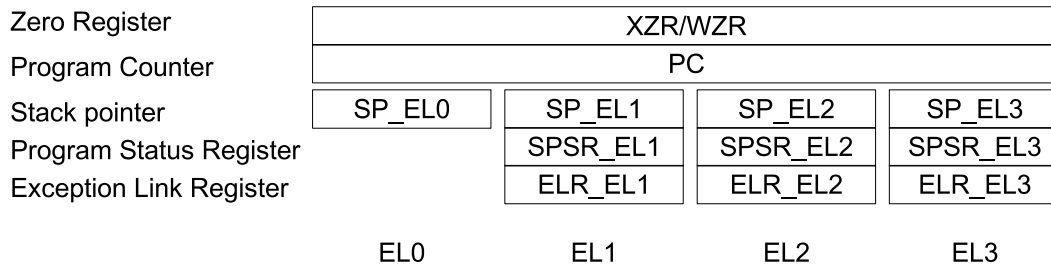 Zero Register XZR/WZR
Program Counter PC
Stack pointer SP_EL0 SP_EL1 SP_EL2 SP_EL3
Program Status Register SPSR_EL1 SPSR_EL2 SPSR_EL3
Exception Link Register ELR_EL1 ELR_EL2 ELR_EL3
EL0 EL1 EL2 EL3